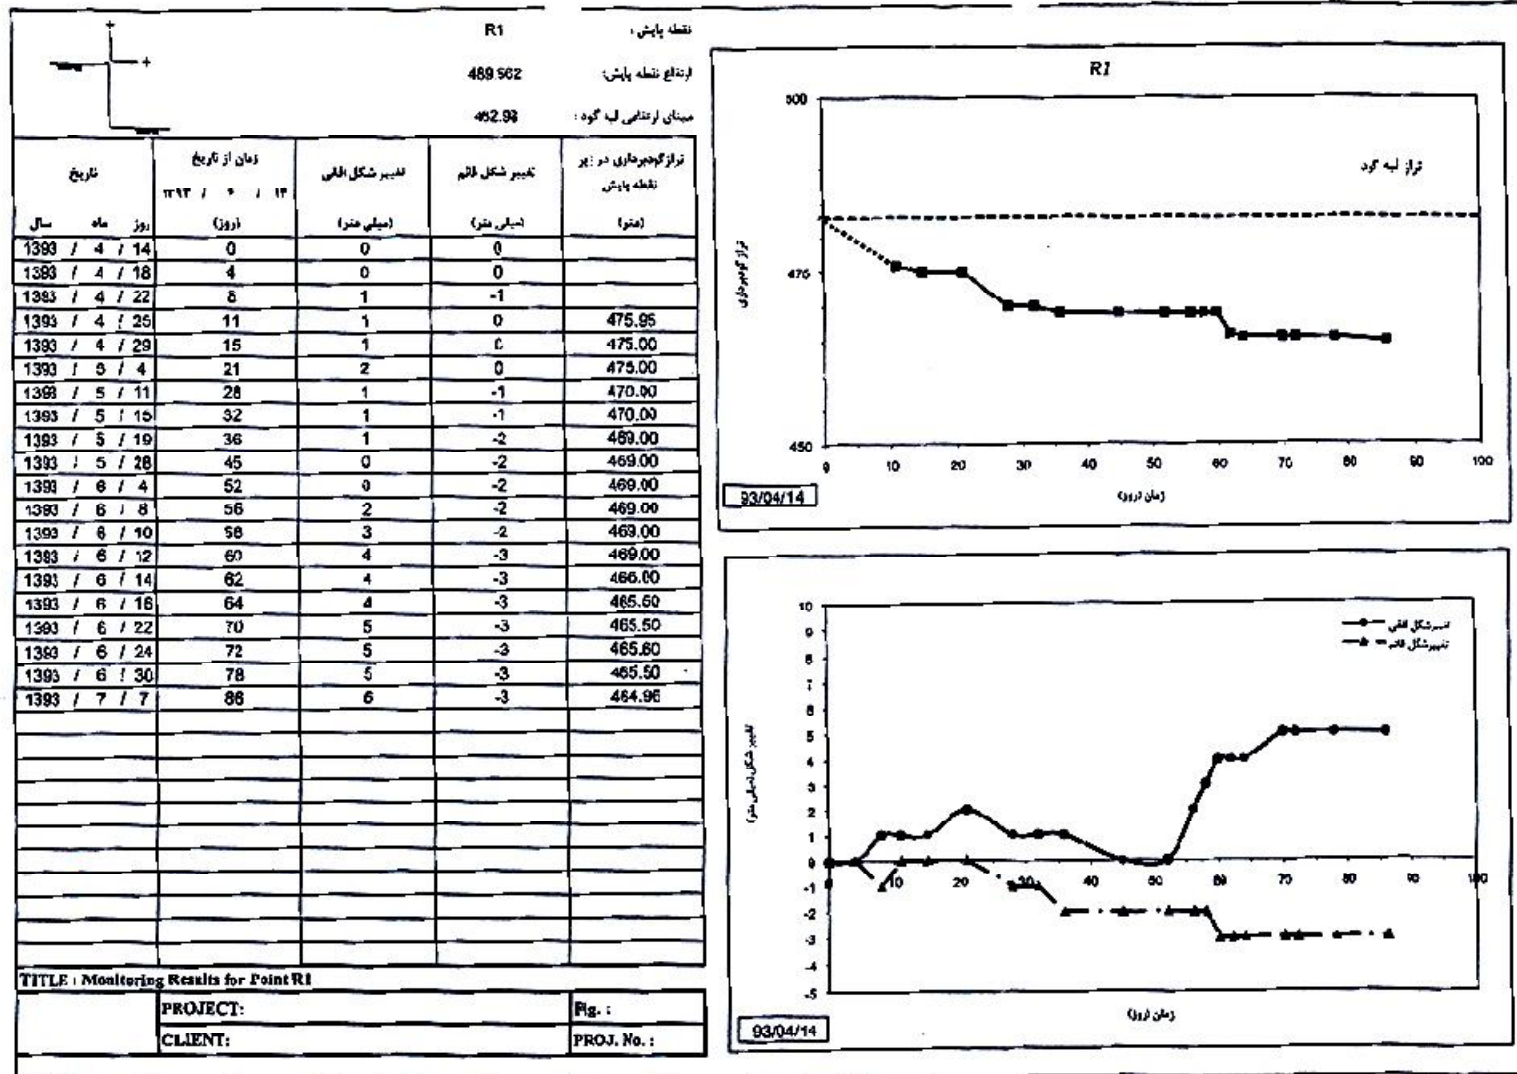 نقطه پایش : R1
ارتفاع نقطه پایش: 489.562
مبنای ارتفاعی لبه گود :
تاریخ
زمان از تاریخ
تغییر شکل افقی
تغییر شکل قائم
ترازگودبرداری در زیر نقطه پایش
سال ماه روز
(روز)
(میلی متر)
(میلی متر)
(متر)
1393 / 4 / 14 0 0 0
1393 / 4 / 18 4 0 0
1393 / 4 / 22 8 1 -1
1393 / 4 / 25 11 1 0 475.95
1393 / 4 / 29 15 1 0 475.00
1393 / 5 / 4 21 2 0 475.00
1393 / 5 / 11 28 1 -1 470.00
1393 / 5 / 15 32 1 -1 470.00
1393 / 5 / 19 36 1 -2 469.00
1393 / 5 / 28 45 0 -2 469.00
1393 / 6 / 4 52 0 -2 469.00
1393 / 6 / 8 56 2 -2 469.00
1393 / 6 / 10 58 3 -2 469.00
1393 / 6 / 12 60 4 -3 469.00
1393 / 6 / 14 62 4 -3 466.00
1393 / 6 / 16 64 4 -3 465.50
1393 / 6 / 22 70 5 -3 465.50
1393 / 6 / 24 72 5 -3 465.60
1393 / 6 / 30 78 5 -3 465.50
1393 / 7 / 7 86 6 -3 464.96
TITLE : Monitoring Results for Point R1
PROJECT:
Fig. :
CLIENT:
PROJ. No. :
R1
500
تراز لبه گود
475
تراز گودبرداری
450
0 10 20 30 40 50 60 70 80 90 100
زمان (روز)
93/04/14
10
9
8
7
6
5
4
3
2
1
0
-1
-2
-3
-4
-5
تغییرشکل افقی
تغییرشکل قائم
تغییر شکل (میلی متر)
0 10 20 30 40 50 60 70 80 90 100
زمان (روز)
93/04/14